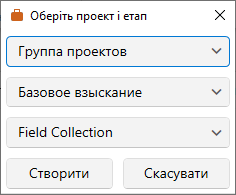 Оберіть проект і етап
Группа проектов
Базовое взыскание
Field Collection
Створити
Скасувати